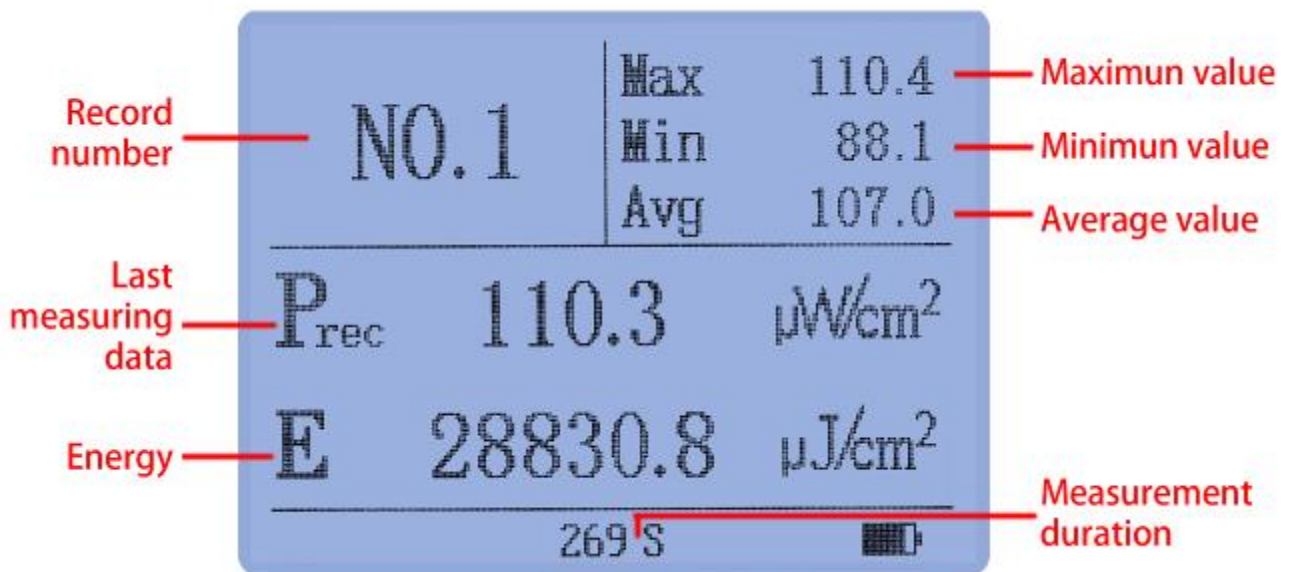 Record
number
NO.1
Max 110.4
Maximun value
Min 88.1
Minimun value
Avg 107.0
Average value
Last
measuring
data
Prec 110.3 μW/cm²
Energy
E 28830.8 μJ/cm²
Measurement
duration
269 S